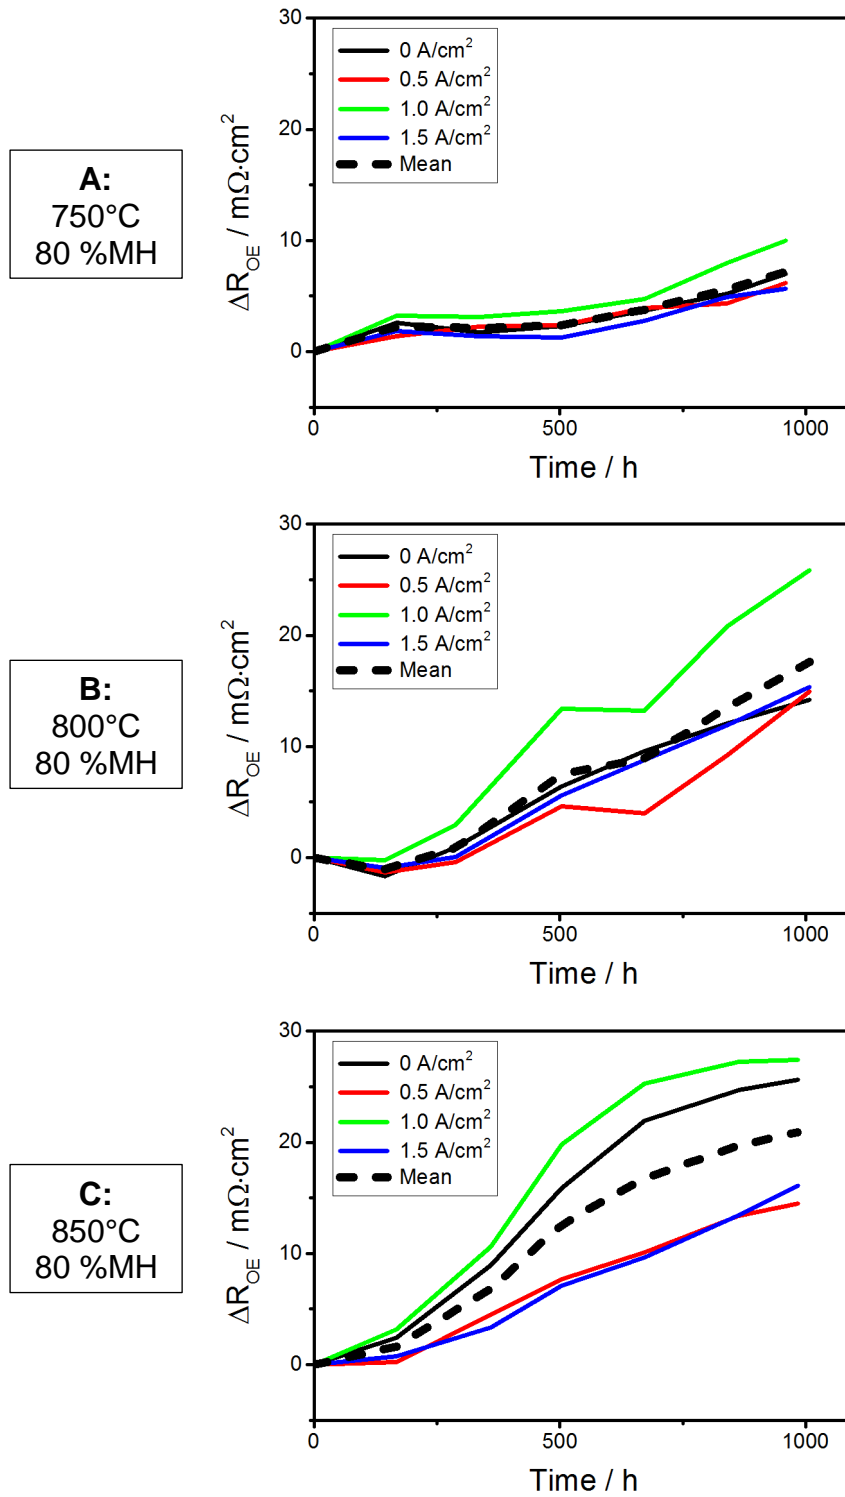 A:
750°C
80 %MH
ΔR_OE / mΩ·cm²
30
20
10
0
0 A/cm²
0.5 A/cm²
1.0 A/cm²
1.5 A/cm²
Mean
0
500
1000
Time / h
B:
800°C
80 %MH
ΔR_OE / mΩ·cm²
30
20
10
0
0 A/cm²
0.5 A/cm²
1.0 A/cm²
1.5 A/cm²
Mean
0
500
1000
Time / h
C:
850°C
80 %MH
ΔR_OE / mΩ·cm²
30
20
10
0
0 A/cm²
0.5 A/cm²
1.0 A/cm²
1.5 A/cm²
Mean
0
500
1000
Time / h